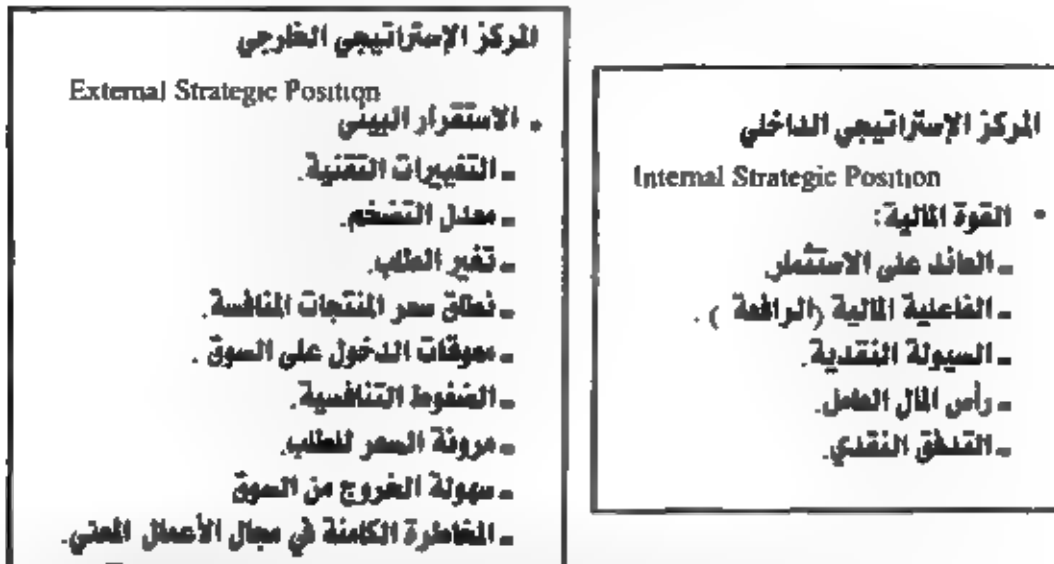 المركز الإستراتيجي الخارجي
External Strategic Position
• الاستقرار البيئي
- التغييرات التقنية.
- معدل التضخم.
- تغير الطلب.
- نطاق سعر المنتجات المنافسة.
- معوقات الدخول على السوق .
- الضغوط التنافسية.
- مرونة السعر للطلب.
- سهولة الخروج من السوق
- المخاطرة الكامنة في مجال الأعمال المعني.
المركز الإستراتيجي الداخلي
Internal Strategic Position
• القوة المالية:
- العائد على الاستثمار
- الفاعلية المالية (الرافعة ) .
- السيولة النقدية.
- رأس المال العامل.
- التدفق النقدي.